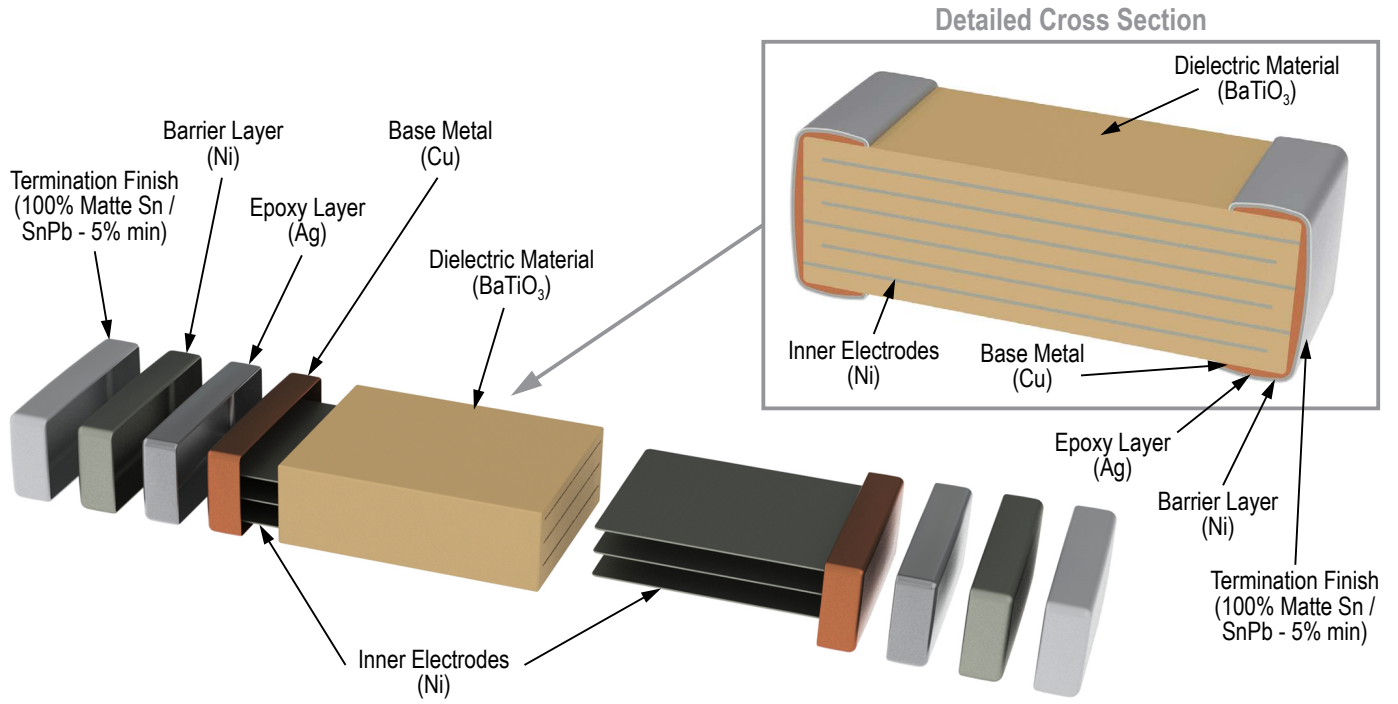 Detailed Cross Section
Dielectric Material
(BaTiO₃)
Barrier Layer
(Ni)
Base Metal
(Cu)
Termination Finish
(100% Matte Sn /
SnPb - 5% min)
Epoxy Layer
(Ag)
Dielectric Material
(BaTiO₃)
Inner Electrodes
(Ni)
Base Metal
(Cu)
Epoxy Layer
(Ag)
Barrier Layer
(Ni)
Termination Finish
(100% Matte Sn /
SnPb - 5% min)
Inner Electrodes
(Ni)